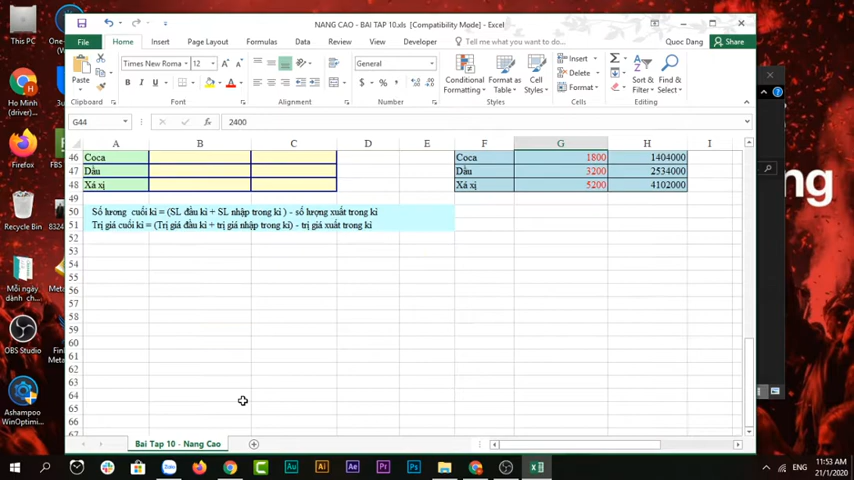 This PC
One-
NANG CAO - BAI TAP 10.xls [Compatibility Mode] - Excel
File
Home
Insert
Page Layout
Formulas
Data
Review
View
Developer
Tell me what you want to do
Quoc Dang
Share
Paste
Times New Roma
12
General
Conditional
Formatting
Format as
Table
Cell
Styles
Insert
Delete
Format
Sort &
Filter
Find &
Select
Clipboard
Font
Alignment
Number
Styles
Cells
Editing
G44
2400
A B C D E F G H I
46 Coca Coca 1800 1404000
47 Dầu Dầu 3200 2534000
48 Xá xị Xá xị 5200 4102000
49
50 Số lương cuối kì = (SL đầu kì + SL nhập trong kì ) - số lượng xuất trong kì
51 Trị giá cuối kì = (Trị giá đầu kì + trị giá nhập trong kì) - trị giá xuất trong kì
52
53
54
55
56
57
58
59
60
61
62
63
64
65
66
67
Bai Tap 10 - Nang Cao
Ho Minh
(driver)...
3u
Firefox
FBS
Recycle Bin
Mỗi ngày
dành ch...
OBS Studio
Fin
Meta
Ashampoo
WinOptimi...
Meta
ng
ENG
11:53 AM
21/1/2020